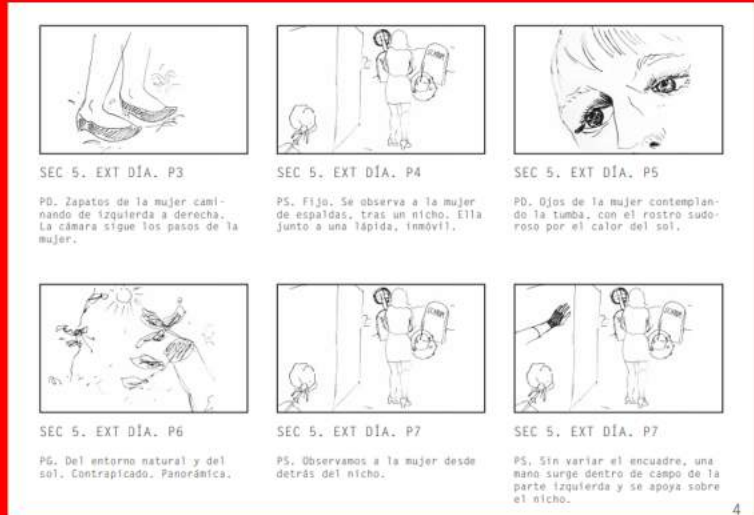 SEC 5. EXT DÍA. P3
PD. Zapatos de la mujer cami-
nando de izquierda a derecha.
La cámara sigue los pasos de la
mujer.
SEC 5. EXT DÍA. P4
PS. Fijo. Se observa a la mujer
de espaldas, tras un nicho. Ella
junto a una lápida, inmóvil.
SEC 5. EXT DÍA. P5
PD. Ojos de la mujer contemplan-
do la tumba, con el rostro sudo-
roso por el calor del sol.
SEC 5. EXT DÍA. P6
PG. Del entorno natural y del
sol. Contrapicado. Panorámica.
SEC 5. EXT DÍA. P7
PS. Observamos a la mujer desde
detrás del nicho.
SEC 5. EXT DÍA. P7
PS. Sin variar el encuadre, una
mano surge dentro de campo de la
parte izquierda y se apoya sobre
el nicho.
4